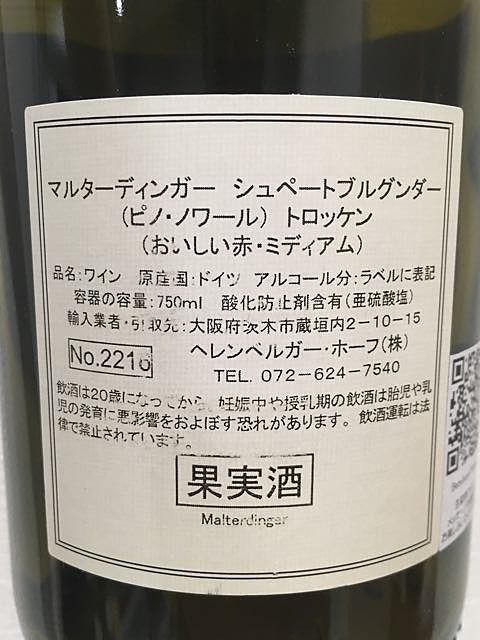 マルターディンガー シュペートブルグンダー
(ピノ・ノワール) トロッケン
(おいしい赤・ミディアム)
品名:ワイン 原産国:ドイツ アルコール分:ラベルに表記
容器の容量:750ml 酸化防止剤含有(亜硫酸塩)
輸入業者・引取先:大阪府茨木市蔵垣内2-10-15
No.2216
ヘレンベルガー・ホーフ(株)
TEL. 072-624-7540
飲酒は20歳になってから。妊娠中や授乳期の飲酒は胎児や乳
児の発育に悪影響をおよぼす恐れがあります。飲酒運転は法
律で禁止されています。
果実酒
Malterdinger